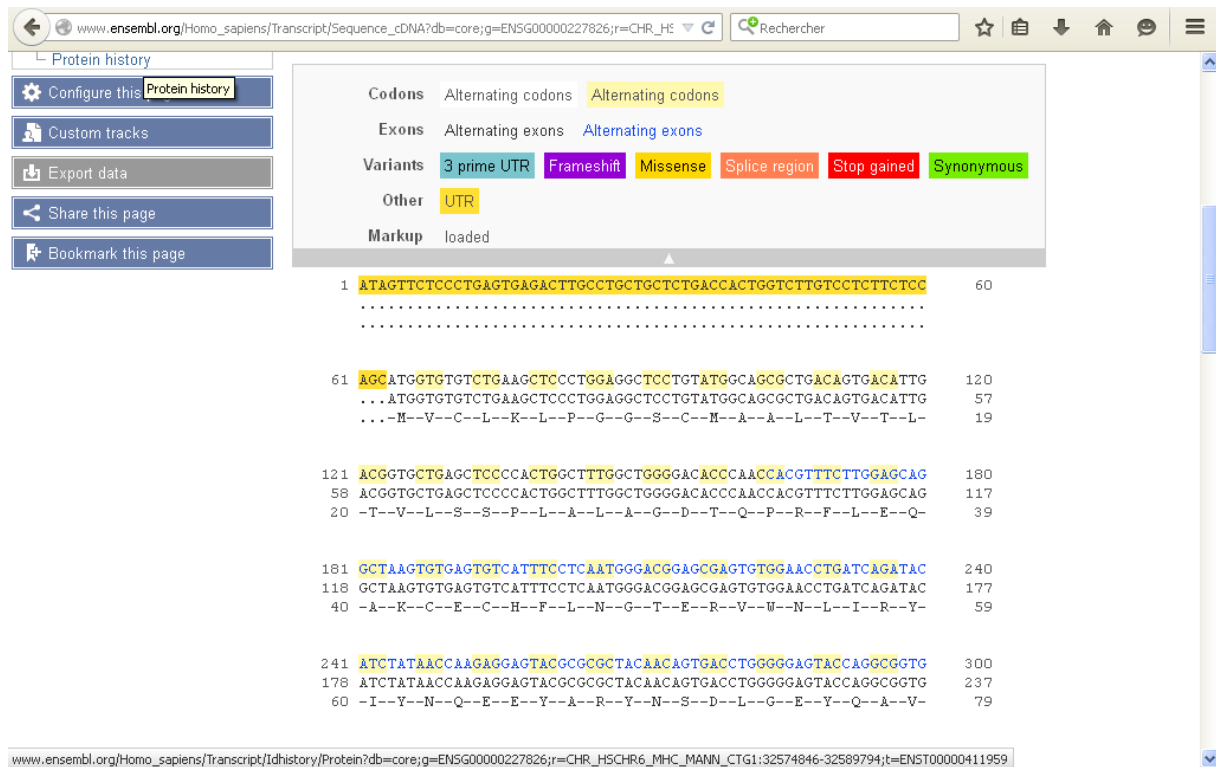 www.ensembl.org/Homo_sapiens/Transcript/Sequence_cDNA?db=core;g=ENSG00000227826;r=CHR_HS
Rechercher
Protein history
Configure this pag
Protein history
Custom tracks
Export data
Share this page
Bookmark this page
Codons Alternating codons Alternating codons
Exons Alternating exons Alternating exons
Variants 3 prime UTR Frameshift Missense Splice region Stop gained Synonymous
Other UTR
Markup loaded
1 ATAGTTCTCCCTGAGTGAGACTTGCCTGCTGCTCTGACCACTGGTCTTGTCCTCTTCTCC 60
............................................................
............................................................
61 AGCATGGTGTGTCTGAAGCTCCCTGGAGGCTCCTGTATGGCAGCGCTGACAGTGACATTG 120
...ATGGTGTGTCTGAAGCTCCCTGGAGGCTCCTGTATGGCAGCGCTGACAGTGACATTG 57
...-M--V--C--L--K--L--P--G--G--S--C--M--A--A--L--T--V--T--L- 19
121 ACGGTGCTGAGCTCCCCACTGGCTTTGGCTGGGGACACCCAACCACGTTTCTTGGAGCAG 180
58 ACGGTGCTGAGCTCCCCACTGGCTTTGGCTGGGGACACCCAACCACGTTTCTTGGAGCAG 117
20 -T--V--L--S--S--P--L--A--L--A--G--D--T--Q--P--R--F--L--E--Q- 39
181 GCTAAGTGTGAGTGTCATTTCCTCAATGGGACGGAGCGAGTGTGGAACCTGATCAGATAC 240
118 GCTAAGTGTGAGTGTCATTTCCTCAATGGGACGGAGCGAGTGTGGAACCTGATCAGATAC 177
40 -A--K--C--E--C--H--F--L--N--G--T--E--R--V--W--N--L--I--R--Y- 59
241 ATCTATAACCAAGAGGAGTACGCGCGCTACAACAGTGACCTGGGGGAGTACCAGGCGGTG 300
178 ATCTATAACCAAGAGGAGTACGCGCGCTACAACAGTGACCTGGGGGAGTACCAGGCGGTG 237
60 -I--Y--N--Q--E--E--Y--A--R--Y--N--S--D--L--G--E--Y--Q--A--V- 79
www.ensembl.org/Homo_sapiens/Transcript/Idhistory/Protein?db=core;g=ENSG00000227826;r=CHR_HSCHR6_MHC_MANN_CTG1:32574846-32589794;t=ENST00000411959